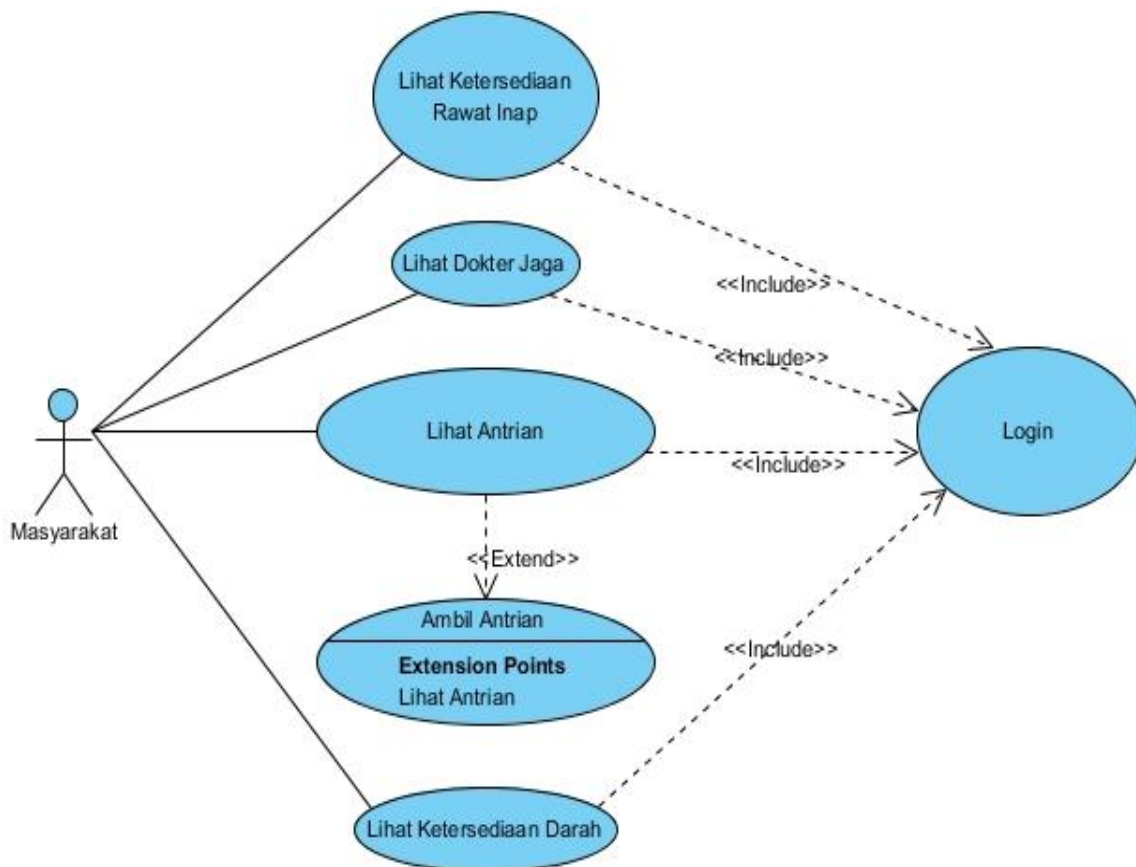 Lihat Ketersediaan
Rawat Inap
Lihat Dokter Jaga
<<Include>>
<<Include>>
Lihat Antrian
Login
<<Include>>
Masyarakat
<<Extend>>
Ambil Antrian
Extension Points
Lihat Antrian
<<Include>>
Lihat Ketersediaan Darah